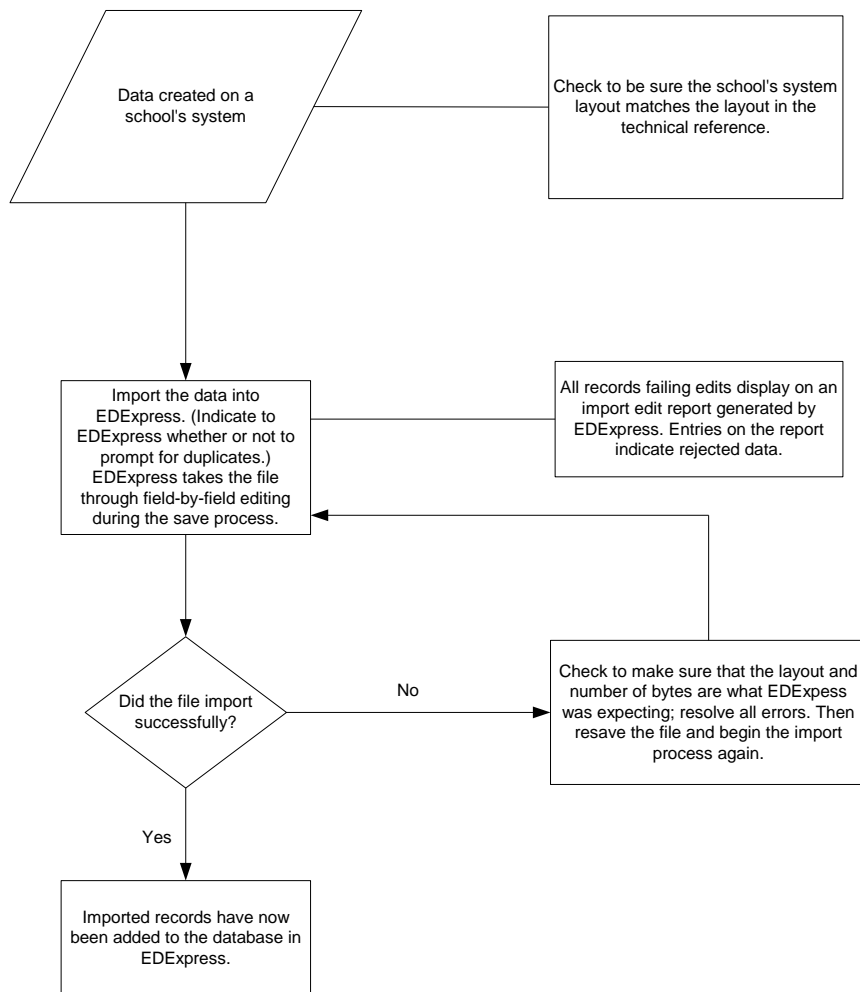 Data created on a
school's system
Check to be sure the school's system
layout matches the layout in the
technical reference.
Import the data into
EDExpress. (Indicate to
EDExpress whether or not to
prompt for duplicates.)
EDExpress takes the file
through field-by-field editing
during the save process.
All records failing edits display on an
import edit report generated by
EDExpress. Entries on the report
indicate rejected data.
Did the file import
successfully?
No
Check to make sure that the layout and
number of bytes are what EDExpess
was expecting; resolve all errors. Then
resave the file and begin the import
process again.
Yes
Imported records have now
been added to the database in
EDExpress.